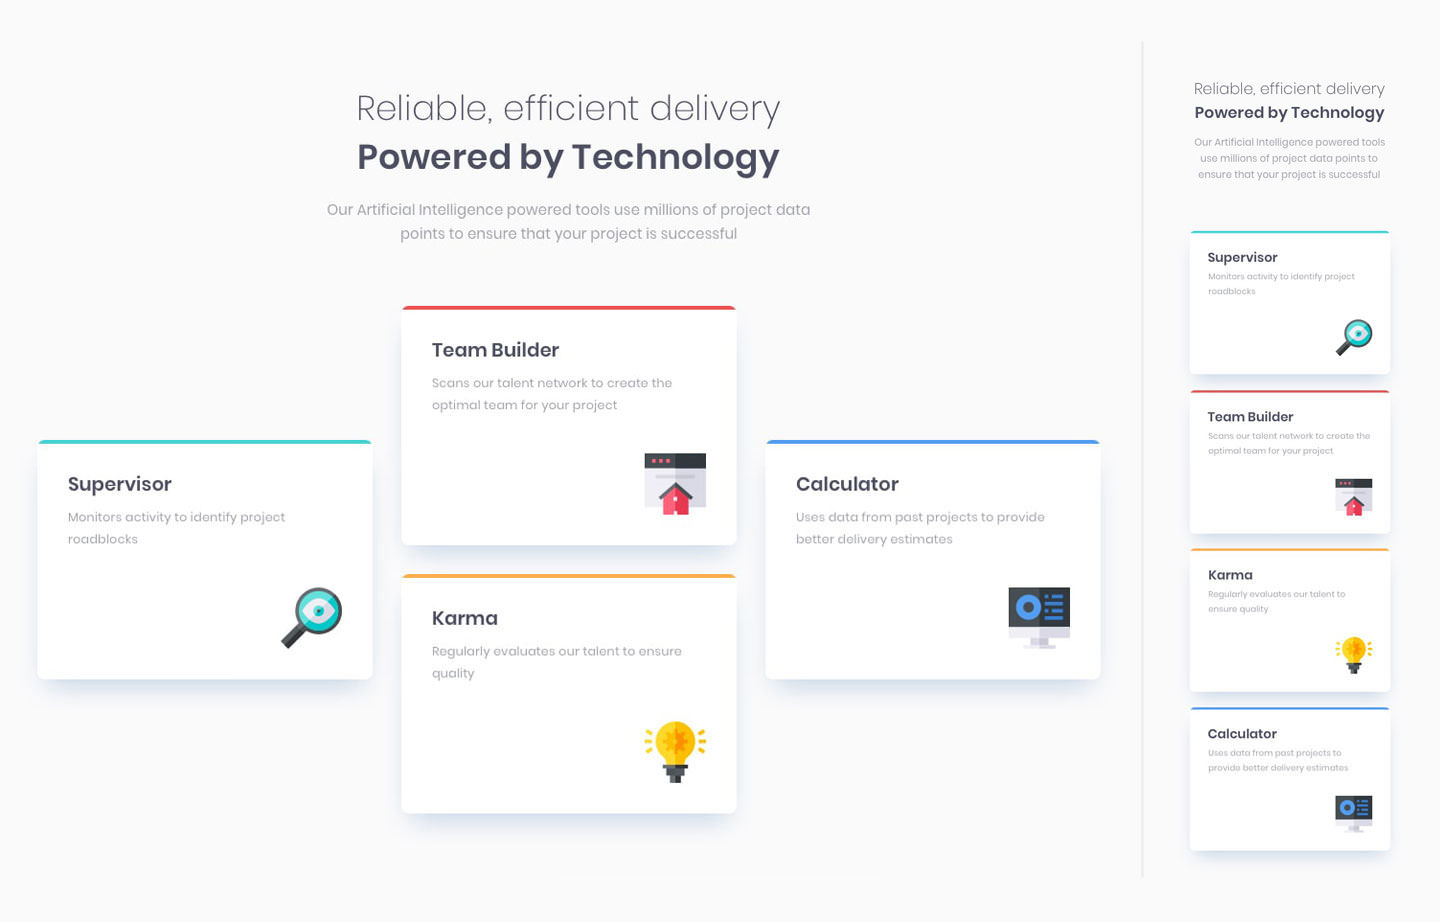 Reliable, efficient delivery
Powered by Technology
Our Artificial Intelligence powered tools use millions of project data
points to ensure that your project is successful
Supervisor
Monitors activity to identify project
roadblocks
Team Builder
Scans our talent network to create the
optimal team for your project
Karma
Regularly evaluates our talent to ensure
quality
Calculator
Uses data from past projects to provide
better delivery estimates
Reliable, efficient delivery
Powered by Technology
Our Artificial Intelligence powered tools
use millions of project data points to
ensure that your project is successful
Supervisor
Monitors activity to identify project
roadblocks
Team Builder
Scans our talent network to create the
optimal team for your project
Karma
Regularly evaluates our talent to
ensure quality
Calculator
Uses data from past projects to
provide better delivery estimates